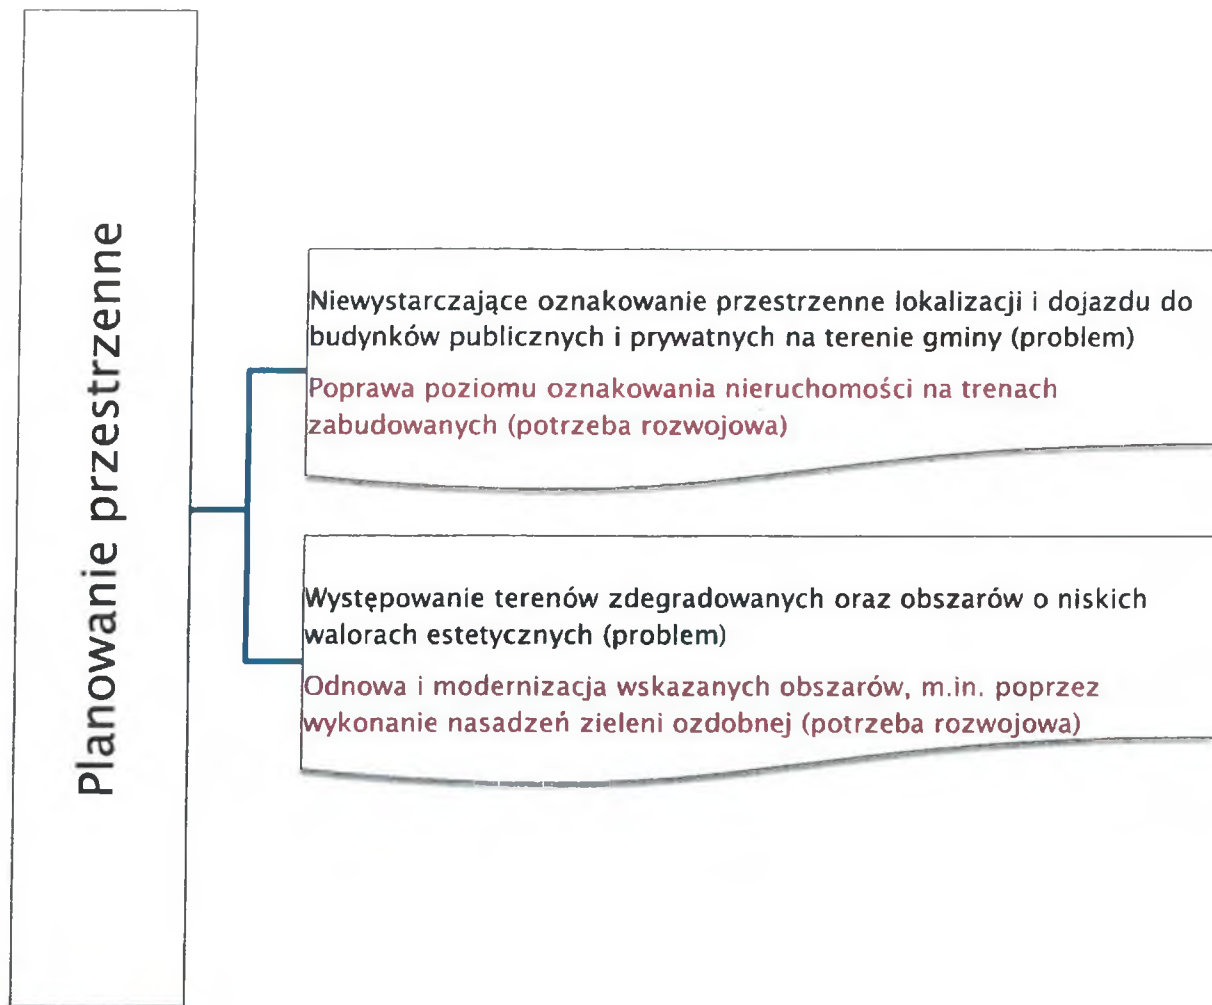 Planowanie przestrzenne
Niewystarczające oznakowanie przestrzenne lokalizacji i dojazdu do
budynków publicznych i prywatnych na terenie gminy (problem)
Poprawa poziomu oznakowania nieruchomości na trenach
zabudowanych (potrzeba rozwojowa)
Występowanie terenów zdegradowanych oraz obszarów o niskich
walorach estetycznych (problem)
Odnowa i modernizacja wskazanych obszarów, m.in. poprzez
wykonanie nasadzeń zieleni ozdobnej (potrzeba rozwojowa)